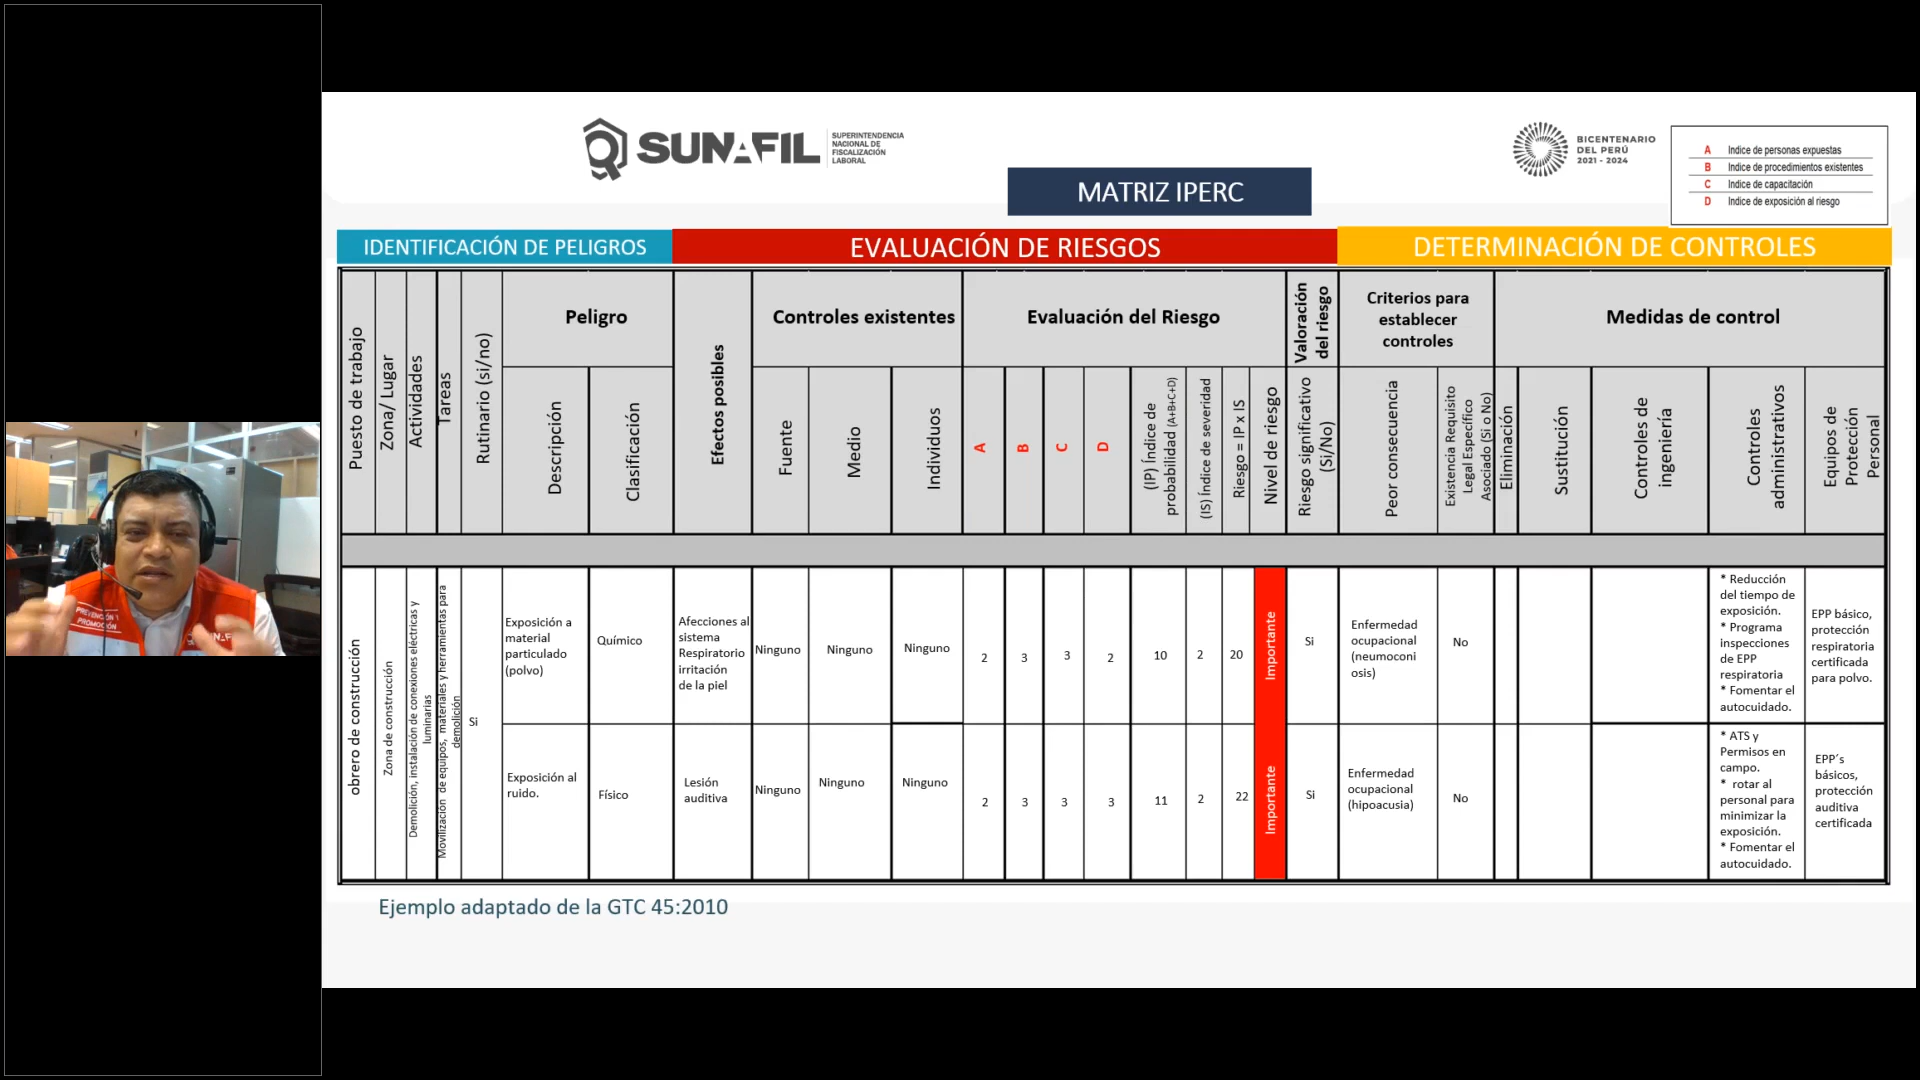 SUNAFIL
SUPERINTENDENCIA
NACIONAL DE
FISCALIZACIÓN
LABORAL
BICENTENARIO
DEL PERÚ
2021 - 2024
A Indice de personas expuestas
B Indice de procedimientos existentes
C Indice de capacitación
D Indice de exposición al riesgo
MATRIZ IPERC
IDENTIFICACIÓN DE PELIGROS
EVALUACIÓN DE RIESGOS
DETERMINACIÓN DE CONTROLES
Puesto de trabajo
Zona/ Lugar
Actividades
Tareas
Rutinario (si/no)
Peligro
Descripción
Clasificación
Efectos posibles
Controles existentes
Fuente
Medio
Individuos
Evaluación del Riesgo
A
B
C
D
(IP) Índice de
probabilidad (A+B+C+D)
(IS) Índice de severidad
Riesgo = IP x IS
Nivel de riesgo
Valoración
del riesgo
Riesgo significativo
(Si/No)
Criterios para
establecer
controles
Peor consecuencia
Existencia Requisito
Legal Específico
Asociado (Si o No)
Medidas de control
Eliminación
Sustitución
Controles de
ingeniería
Controles
administrativos
Equipos de
Protección
Personal
obrero de construcción
Zona de construcción
Demolición, instalación de conexiones eléctricas y
luminarias
Movilización de equipos, materiales y herramientas para
demolición
Si
Exposición a
material
particulado
(polvo)
Químico
Afecciones al
sistema
Respiratorio
irritación
de la piel
Ninguno
Ninguno
Ninguno
2
3
3
2
10
2
20
Importante
Si
Enfermedad
ocupacional
(neumoconi
osis)
No
* Reducción
del tiempo de
exposición.
* Programa
inspecciones
de EPP
respiratoria
* Fomentar el
autocuidado.
EPP básico,
protección
respiratoria
certificada
para polvo.
Exposición al
ruido.
Físico
Lesión
auditiva
Ninguno
Ninguno
Ninguno
2
3
3
3
11
2
22
Importante
Si
Enfermedad
ocupacional
(hipoacusia)
No
* ATS y
Permisos en
campo.
* rotar al
personal para
minimizar la
exposición.
* Fomentar el
autocuidado.
EPP´s
básicos,
protección
auditiva
certificada
Ejemplo adaptado de la GTC 45:2010
PREVENCIÓN Y
PROMOCIÓN